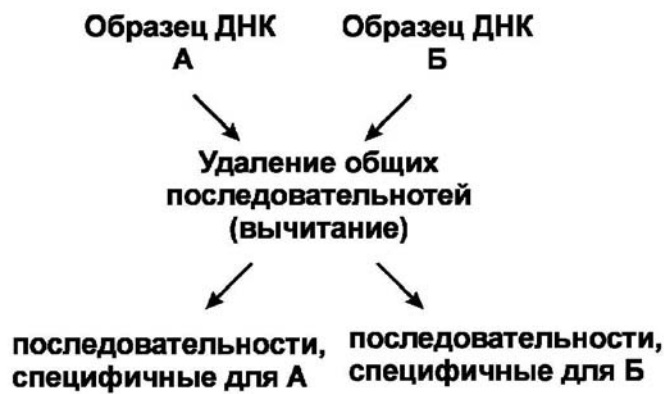 Образец ДНК
А
Образец ДНК
Б
Удаление общих
последовательнотей
(вычитание)
последовательности,
специфичные для А
последовательности,
специфичные для Б